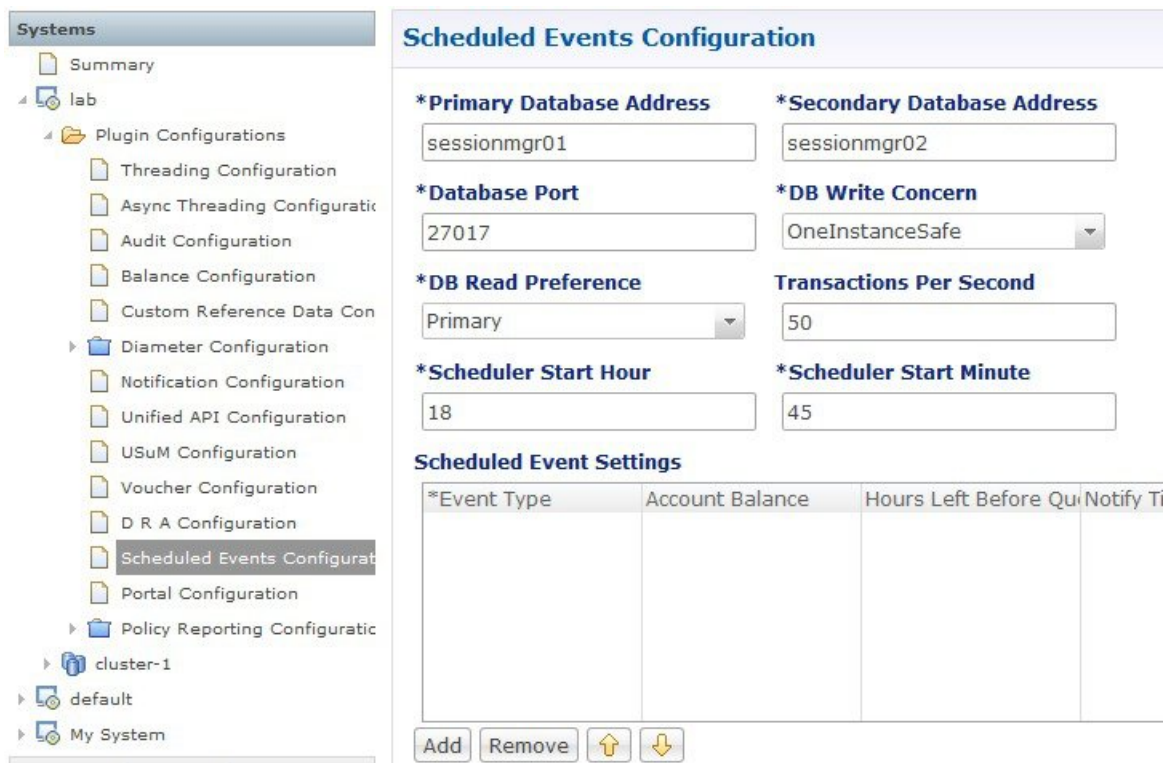 Systems
Summary
lab
Plugin Configurations
Threading Configuration
Async Threading Configuratic
Audit Configuration
Balance Configuration
Custom Reference Data Con
Diameter Configuration
Notification Configuration
Unified API Configuration
USuM Configuration
Voucher Configuration
D R A Configuration
Scheduled Events Configurat
Portal Configuration
Policy Reporting Configuratic
cluster-1
default
My System
Scheduled Events Configuration
*Primary Database Address *Secondary Database Address
sessionmgr01 sessionmgr02
*Database Port *DB Write Concern
27017 OneInstanceSafe
*DB Read Preference Transactions Per Second
Primary 50
*Scheduler Start Hour *Scheduler Start Minute
18 45
Scheduled Event Settings
*Event Type Account Balance Hours Left Before Qu Notify Ti
Add Remove